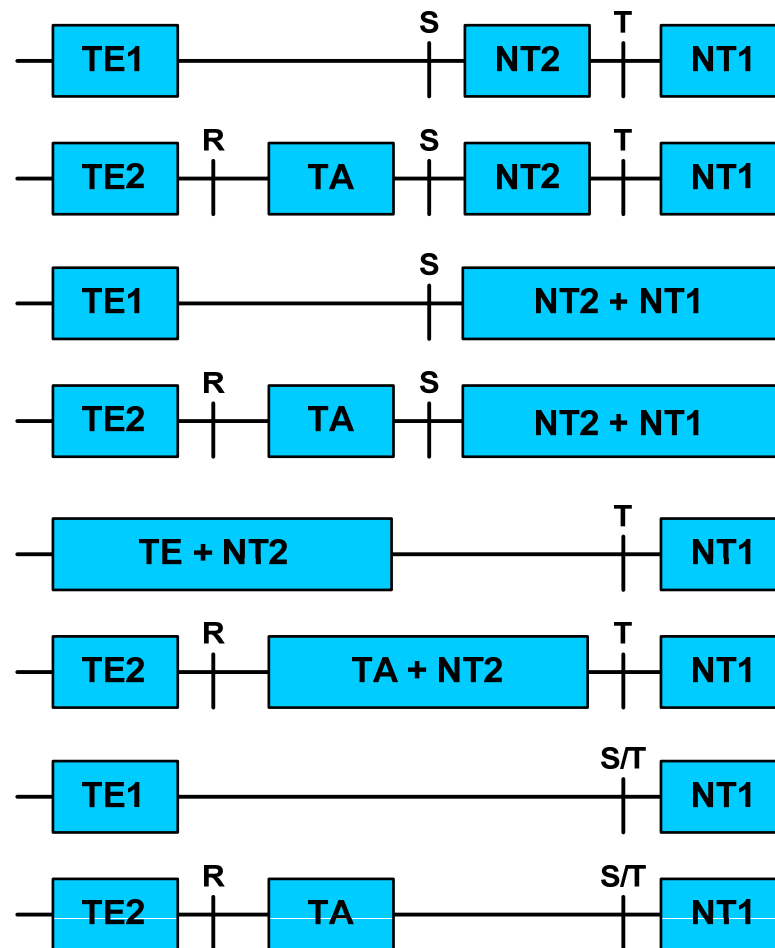 S T
TE1 NT2 NT1
R S T
TE2 TA NT2 NT1
S
TE1 NT2 + NT1
R S
TE2 TA NT2 + NT1
T
TE + NT2 NT1
R T
TE2 TA + NT2 NT1
S/T
TE1 NT1
R S/T
TE2 TA NT1